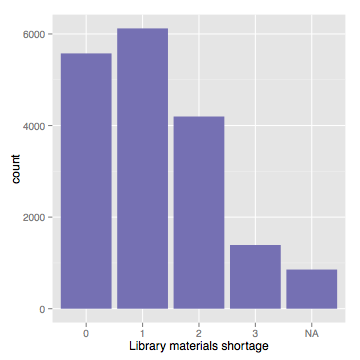 6000
4000
2000
0
count
0 1 2 3 NA
Library materials shortage